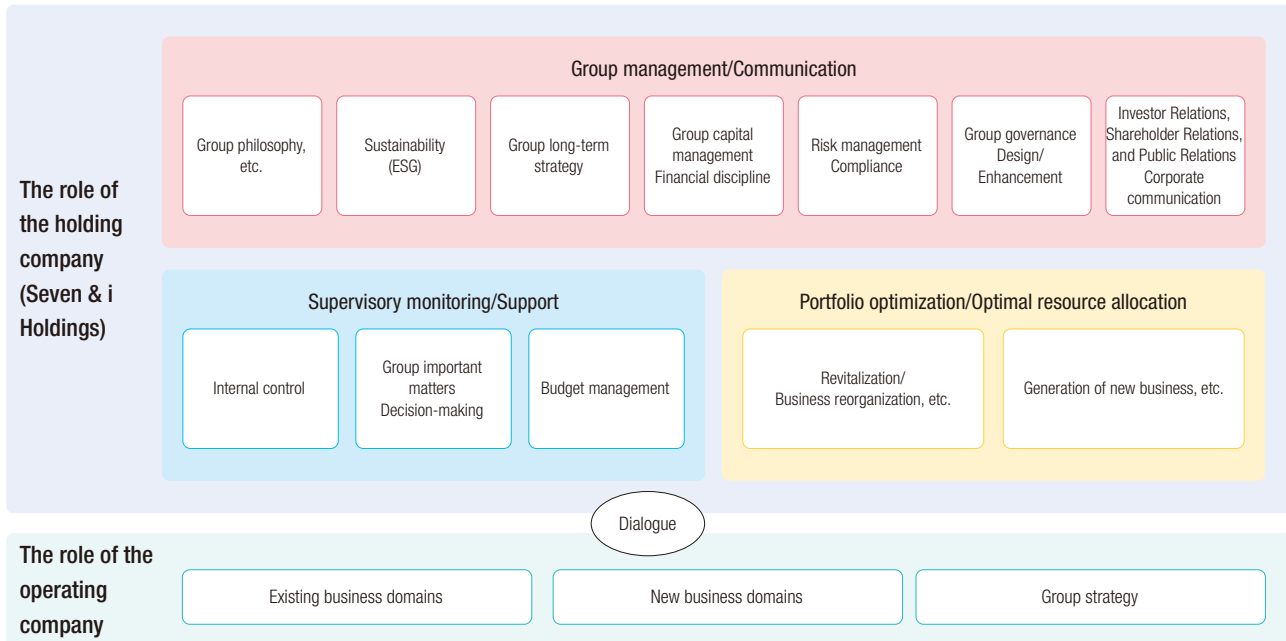 The role of
the holding
company
(Seven & i
Holdings)
Group management/Communication
Group philosophy,
etc.
Sustainability
(ESG)
Group long-term
strategy
Group capital
management
Financial discipline
Risk management
Compliance
Group governance
Design/
Enhancement
Investor Relations,
Shareholder Relations,
and Public Relations
Corporate
communication
Supervisory monitoring/Support
Internal control
Group important
matters
Decision-making
Budget management
Portfolio optimization/Optimal resource allocation
Revitalization/
Business reorganization, etc.
Generation of new business, etc.
Dialogue
The role of the
operating
company
Existing business domains
New business domains
Group strategy